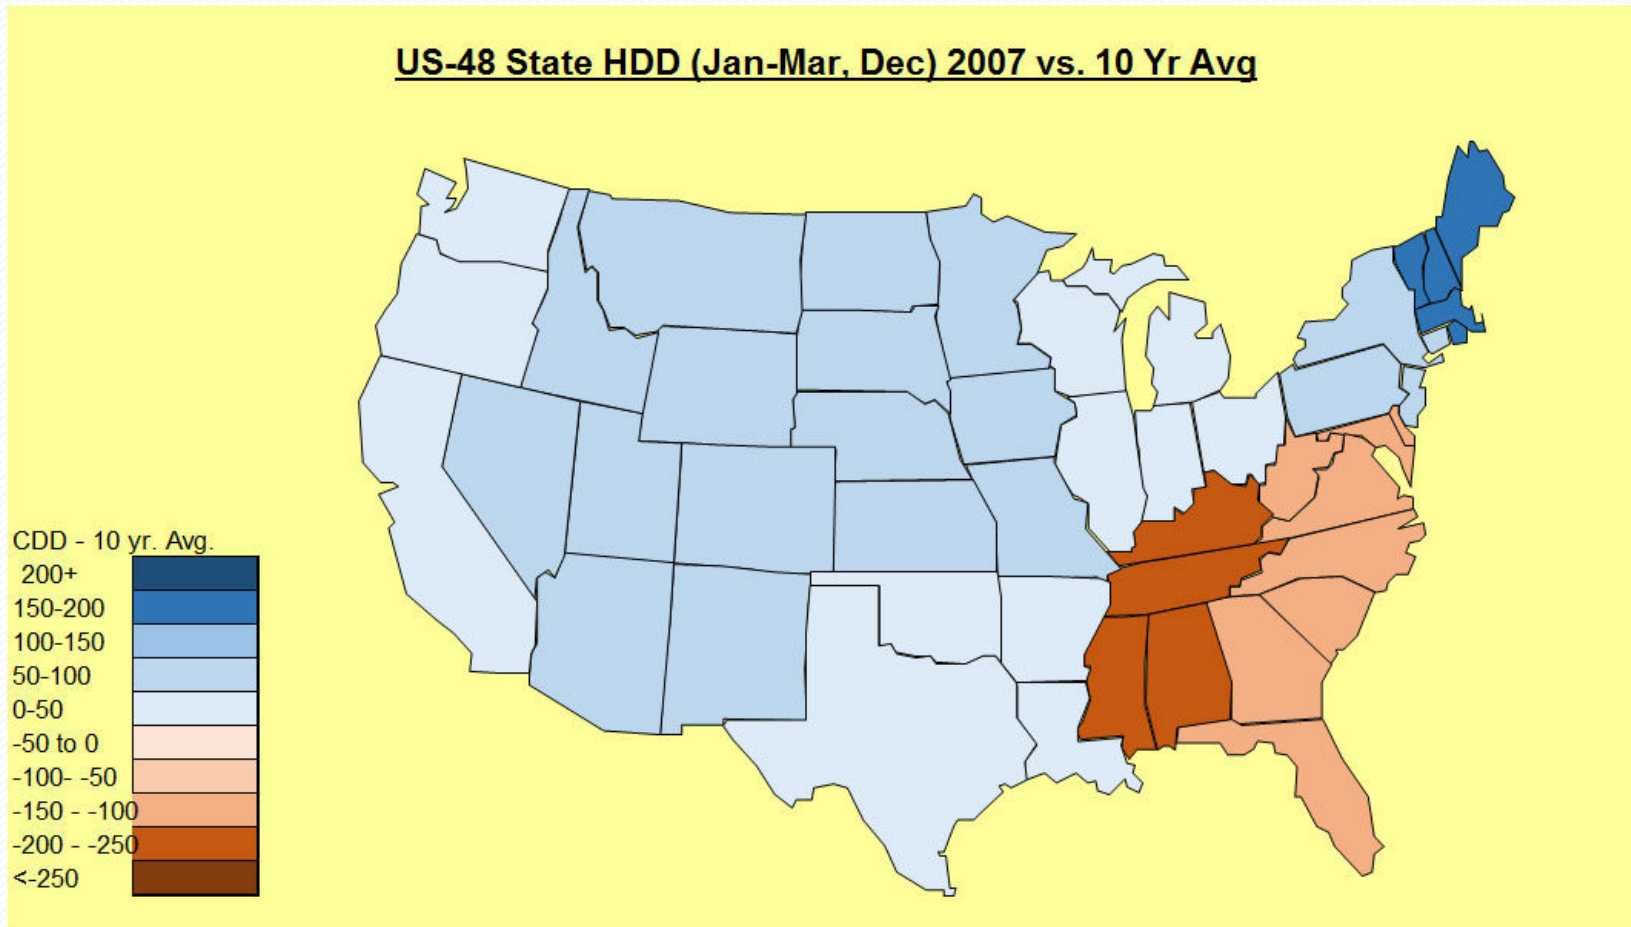 US-48 State HDD (Jan-Mar, Dec) 2007 vs. 10 Yr Avg
CDD - 10 yr. Avg.
200+
150-200
100-150
50-100
0-50
-50 to 0
-100- -50
-150 - -100
-200 - -250
<-250